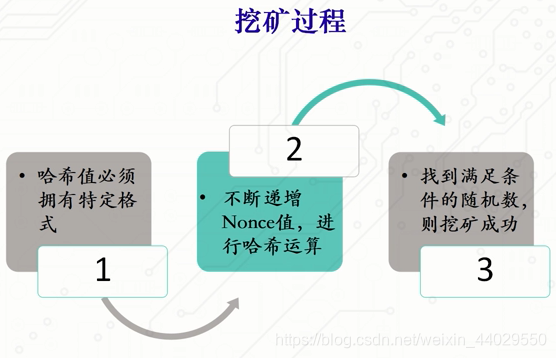 挖矿过程
• 哈希值必须
拥有特定格
式
1
2
• 不断递增
Nonce值，进
行哈希运算
• 找到满足条
件的随机数，
则挖矿成功
3
https://blog.csdn.net/weixin_44029550